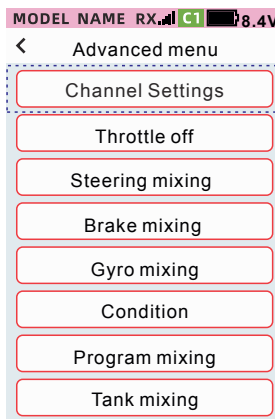 MODEL NAME RX C1 8.4V
Advanced menu
Channel Settings
Throttle off
Steering mixing
Brake mixing
Gyro mixing
Condition
Program mixing
Tank mixing